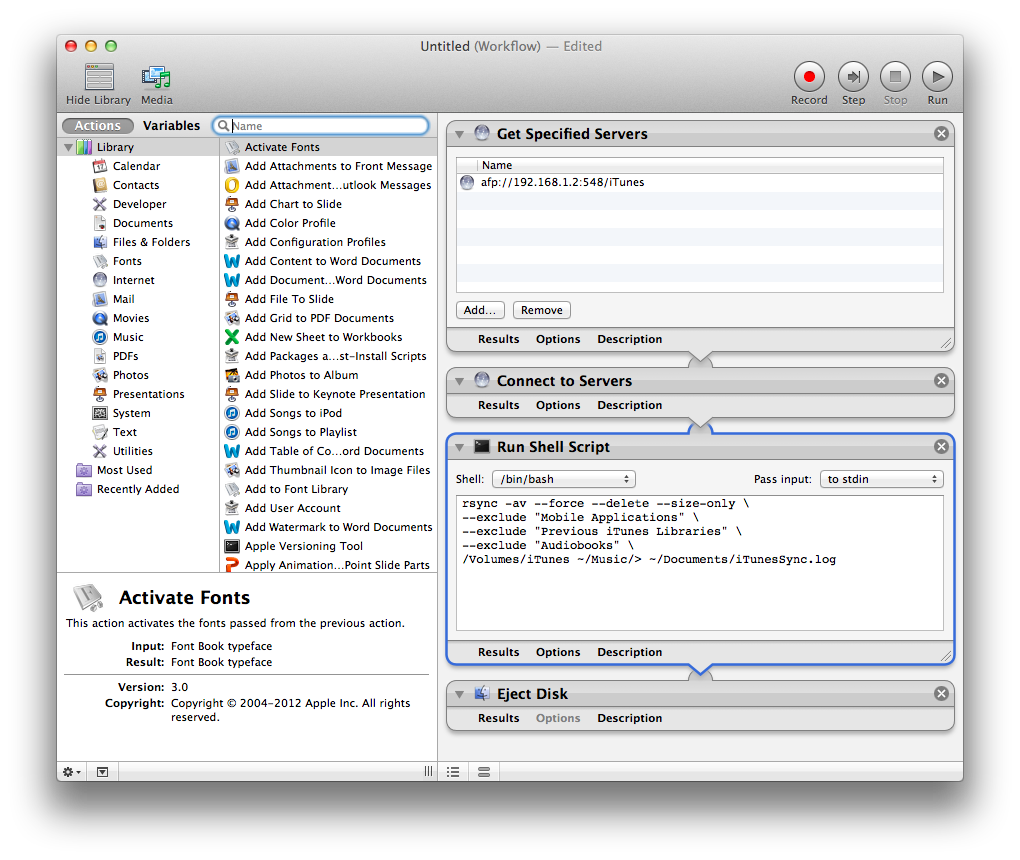 Untitled (Workflow) — Edited
Hide Library
Media
Record
Step
Stop
Run
Actions
Variables
Name
Library
Calendar
Contacts
Developer
Documents
Files & Folders
Fonts
Internet
Mail
Movies
Music
PDFs
Photos
Presentations
System
Text
Utilities
Most Used
Recently Added
Activate Fonts
Add Attachments to Front Message
Add Attachment...utlook Messages
Add Chart to Slide
Add Color Profile
Add Configuration Profiles
Add Content to Word Documents
Add Document...Word Documents
Add File To Slide
Add Grid to PDF Documents
Add New Sheet to Workbooks
Add Packages a...st-Install Scripts
Add Photos to Album
Add Slide to Keynote Presentation
Add Songs to iPod
Add Songs to Playlist
Add Table of Co...ord Documents
Add Thumbnail Icon to Image Files
Add to Font Library
Add User Account
Add Watermark to Word Documents
Apple Versioning Tool
Apply Animation...Point Slide Parts
Activate Fonts
This action activates the fonts passed from the previous action.
Input: Font Book typeface
Result: Font Book typeface
Version: 3.0
Copyright: Copyright © 2004-2012 Apple Inc. All rights
reserved.
Get Specified Servers
Name
afp://192.168.1.2:548/iTunes
Add...
Remove
Results Options Description
Connect to Servers
Results Options Description
Run Shell Script
Shell: /bin/bash
Pass input: to stdin
rsync -av --force --delete --size-only \
--exclude "Mobile Applications" \
--exclude "Previous iTunes Libraries" \
--exclude "Audiobooks" \
/Volumes/iTunes ~/Music/> ~/Documents/iTunesSync.log
Results Options Description
Eject Disk
Results Options Description